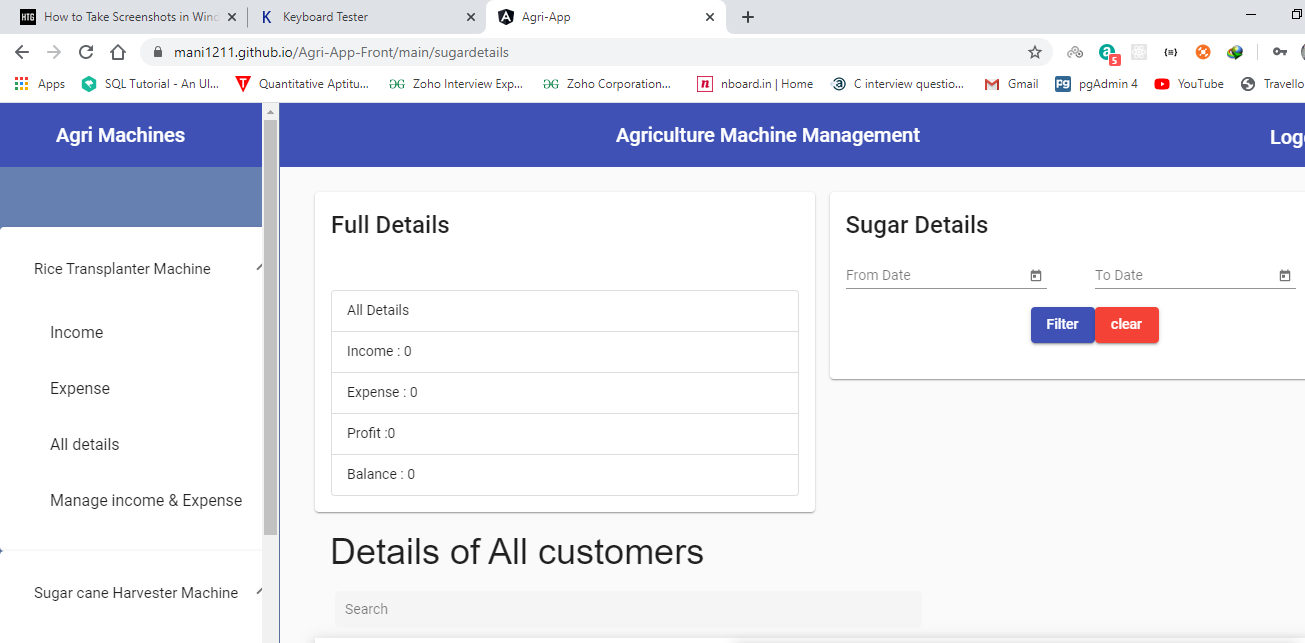 How to Take Screenshots in Wind
Keyboard Tester
Agri-App
mani1211.github.io/Agri-App-Front/main/sugardetails
5
Apps
SQL Tutorial - An Ul...
Quantitative Aptitu...
Zoho Interview Exp...
Zoho Corporation...
nboard.in | Home
C interview questio...
Gmail
pgAdmin 4
YouTube
Travello
Agri Machines
Agriculture Machine Management
Logo
Full Details
Sugar Details
Rice Transplanter Machine
From Date
To Date
All Details
Filter
clear
Income
Income : 0
Expense
Expense : 0
All details
Profit :0
Balance : 0
Manage income & Expense
Details of All customers
Sugar cane Harvester Machine
Search